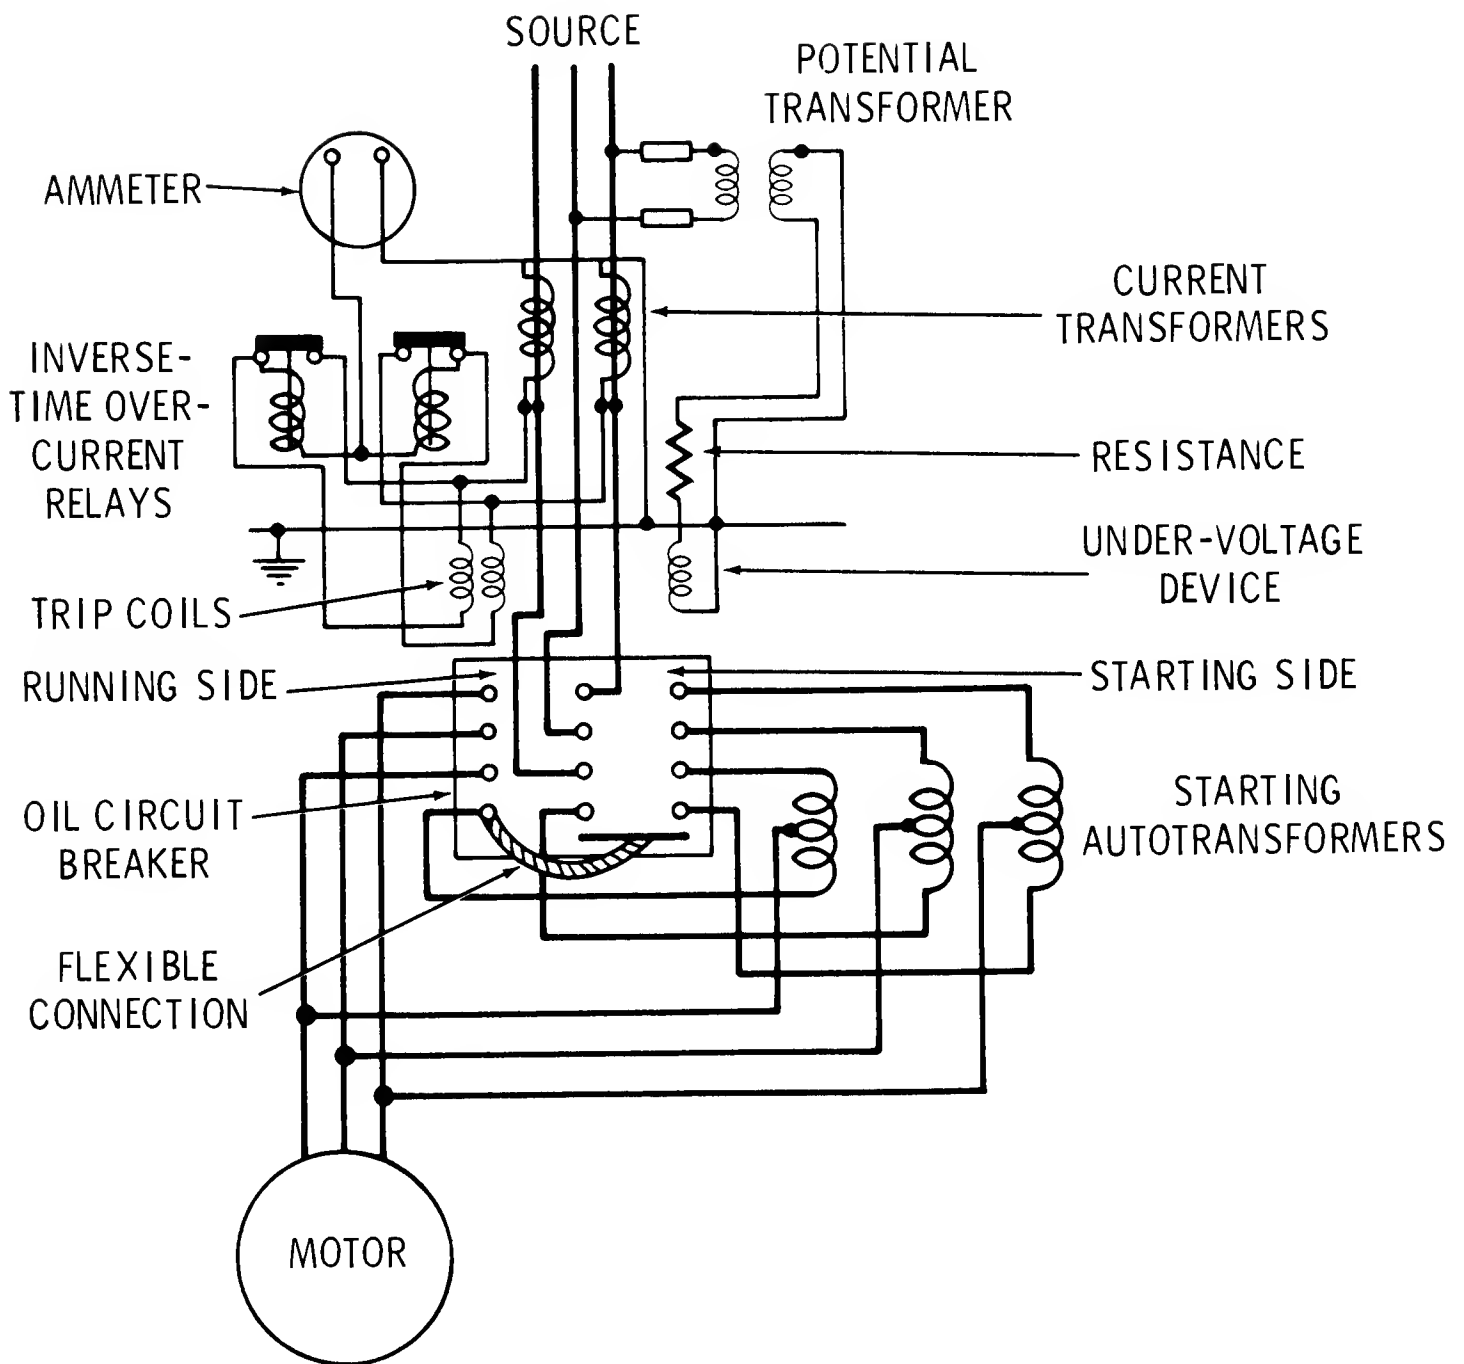 SOURCE
POTENTIAL
TRANSFORMER
AMMETER
CURRENT
TRANSFORMERS
INVERSE-
TIME OVER-
CURRENT
RELAYS
RESISTANCE
UNDER-VOLTAGE
DEVICE
TRIP COILS
RUNNING SIDE
STARTING SIDE
OIL CIRCUIT
BREAKER
STARTING
AUTOTRANSFORMERS
FLEXIBLE
CONNECTION
MOTOR